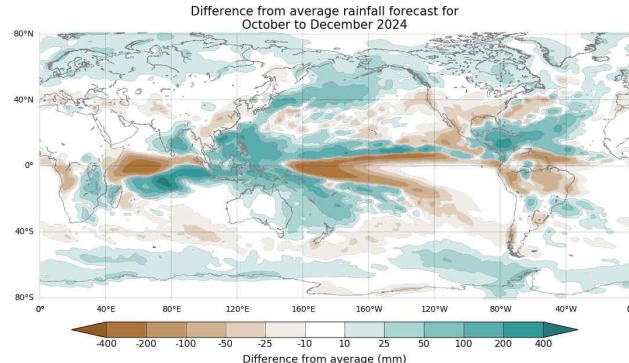 Difference from average rainfall forecast for
October to December 2024
80°N
40°N
0°
40°S
80°S
0° 40°E 80°E 120°E 160°E 160°W 120°W 80°W 40°W 0°
-400 -200 -100 -50 -25 -10 10 25 50 100 200 400
Difference from average (mm)